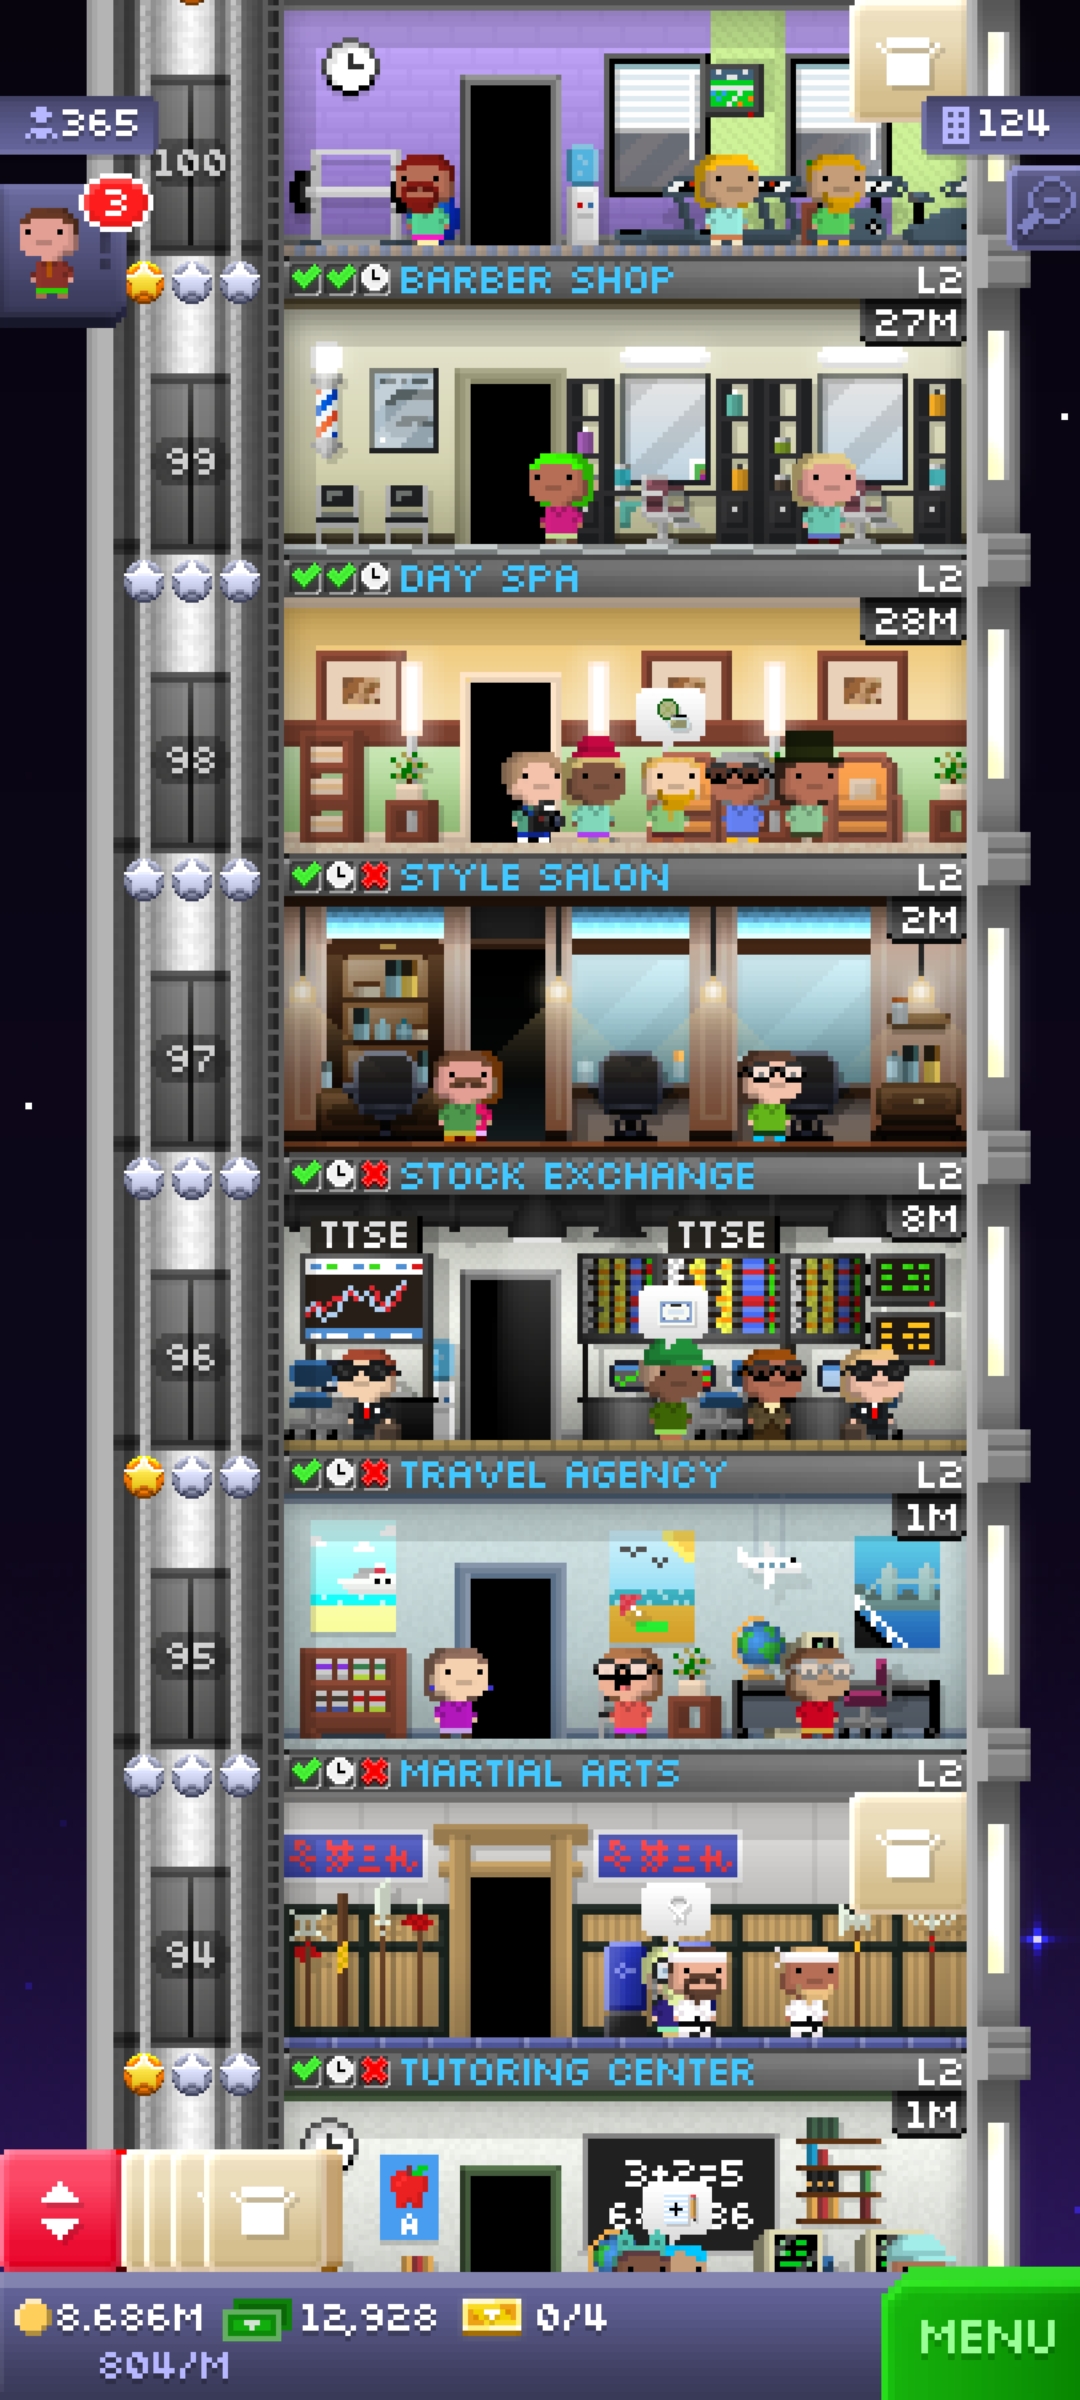 365
124
100
3
BARBER SHOP L2
27M
99
DAY SPA L2
28M
98
STYLE SALON L2
2M
97
STOCK EXCHANGE L2
8M
TTSE TTSE
96
TRAVEL AGENCY L2
1M
95
MARTIAL ARTS L2
94
TUTORING CENTER L2
1M
3+2=5
A
8.686M 12,928 0/4
804/M
MENU